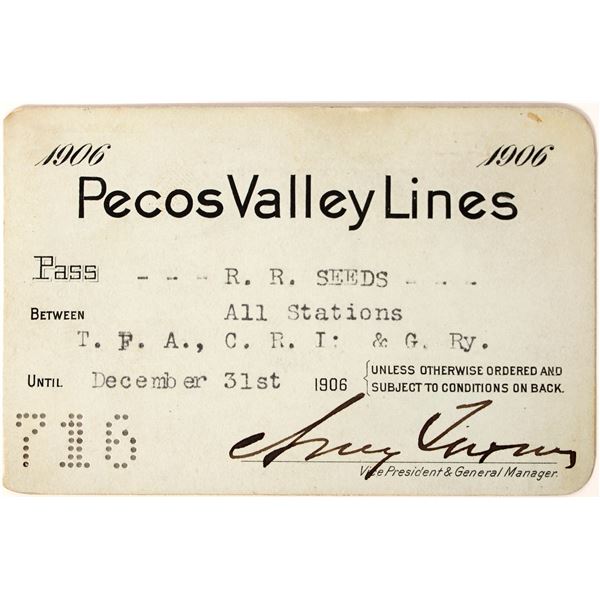 1906 1906
Pecos Valley Lines
Pass - - - - R. R. SEEDS - - - -
BETWEEN All Stations
T. F. A., C. R. I. & G. Ry.
UNTIL December 31st 1906 { UNLESS OTHERWISE ORDERED AND
SUBJECT TO CONDITIONS ON BACK.
716
Vice President & General Manager.